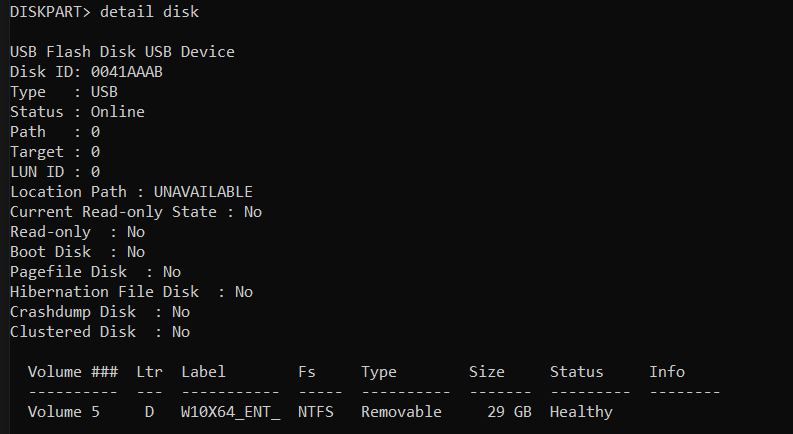 DISKPART> detail disk
USB Flash Disk USB Device
Disk ID: 0041AAAB
Type   : USB
Status : Online
Path   : 0
Target : 0
LUN ID : 0
Location Path : UNAVAILABLE
Current Read-only State : No
Read-only  : No
Boot Disk  : No
Pagefile Disk  : No
Hibernation File Disk  : No
Crashdump Disk  : No
Clustered Disk  : No
  Volume ###  Ltr  Label        Fs     Type        Size     Status     Info
  ----------  ---  -----------  -----  ----------  -------  ---------  --------
  Volume 5     D   W10X64_ENT_  NTFS   Removable     29 GB  Healthy